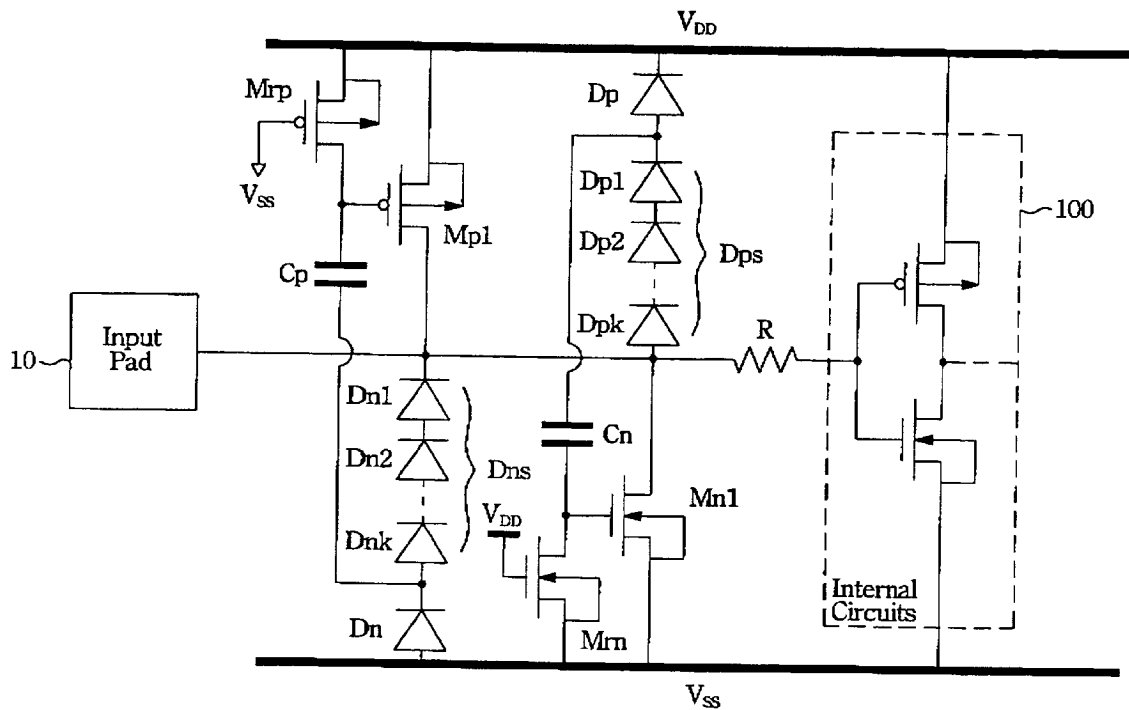 VDD
Mrp
Dp
VSS
Dp1
Mp1
Dp2
Dps
100
Cp
Dpk
R
10
Input
Pad
Dn1
Cn
Dn2
Dns
Mn1
VDD
Dnk
Internal
Circuits
Dn
Mrn
VSS